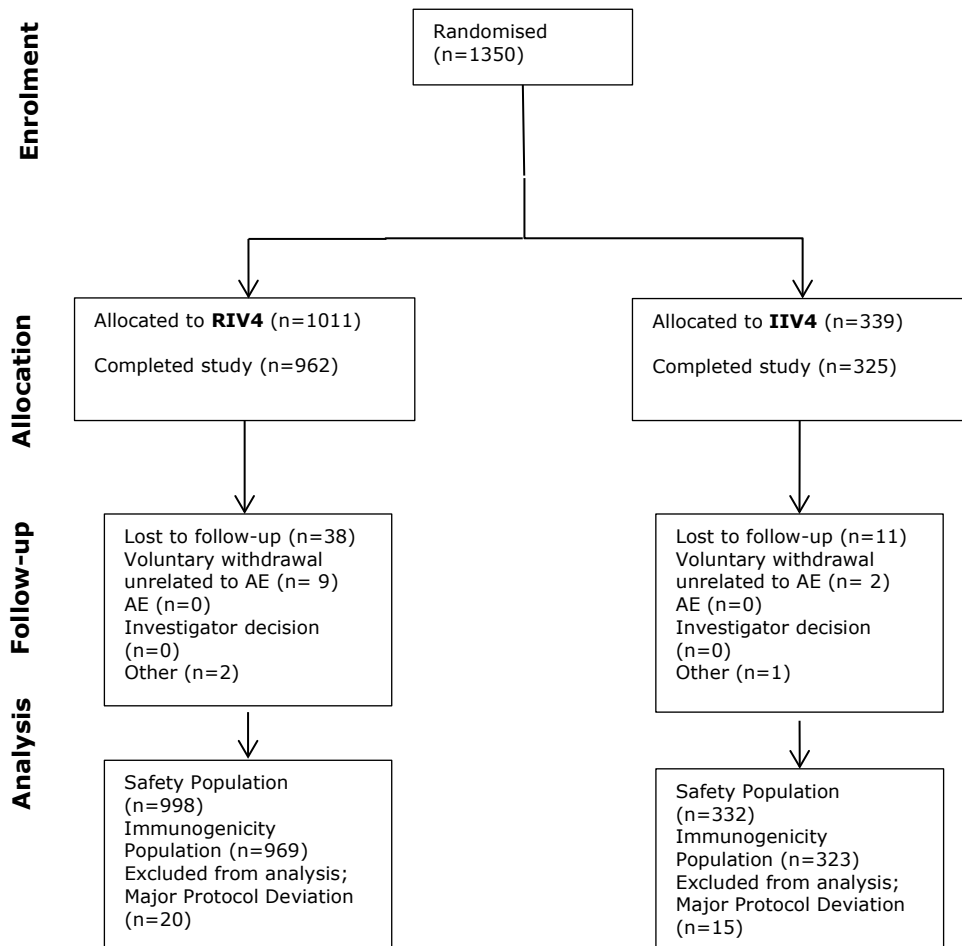 Enrolment
Randomised
(n=1350)
Allocation
Allocated to RIV4 (n=1011)
Completed study (n=962)
Allocated to IIV4 (n=339)
Completed study (n=325)
Follow-up
Lost to follow-up (n=38)
Voluntary withdrawal
unrelated to AE (n= 9)
AE (n=0)
Investigator decision
(n=0)
Other (n=2)
Lost to follow-up (n=11)
Voluntary withdrawal
unrelated to AE (n= 2)
AE (n=0)
Investigator decision
(n=0)
Other (n=1)
Analysis
Safety Population
(n=998)
Immunogenicity
Population (n=969)
Excluded from analysis;
Major Protocol Deviation
(n=20)
Safety Population
(n=332)
Immunogenicity
Population (n=323)
Excluded from analysis;
Major Protocol Deviation
(n=15)